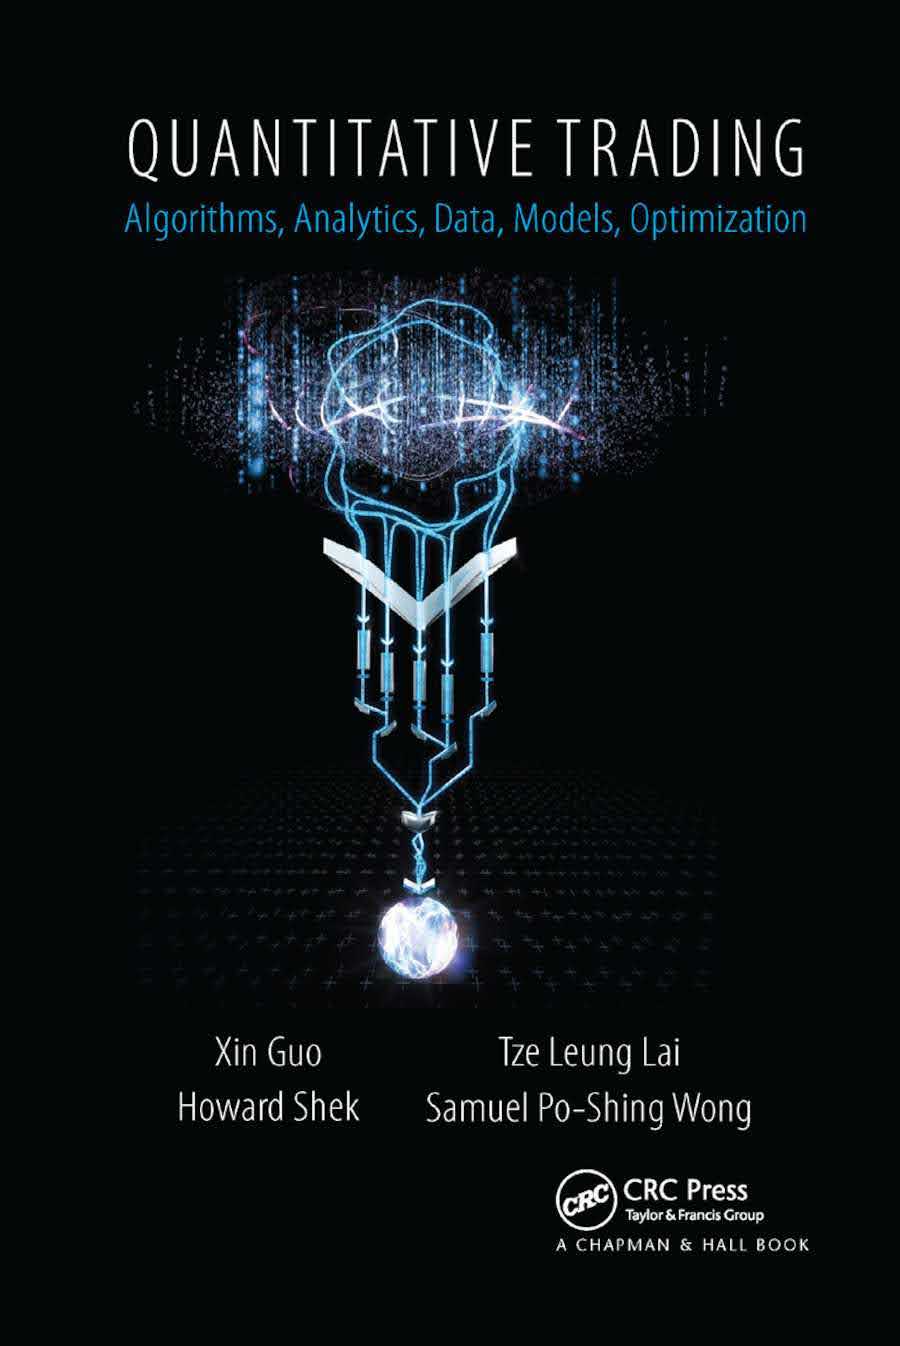 QUANTITATIVE TRADING
Algorithms, Analytics, Data, Models, Optimization
Xin Guo
Tze Leung Lai
Howard Shek
Samuel Po-Shing Wong
CRC
CRC Press
Taylor & Francis Group
A CHAPMAN & HALL BOOK